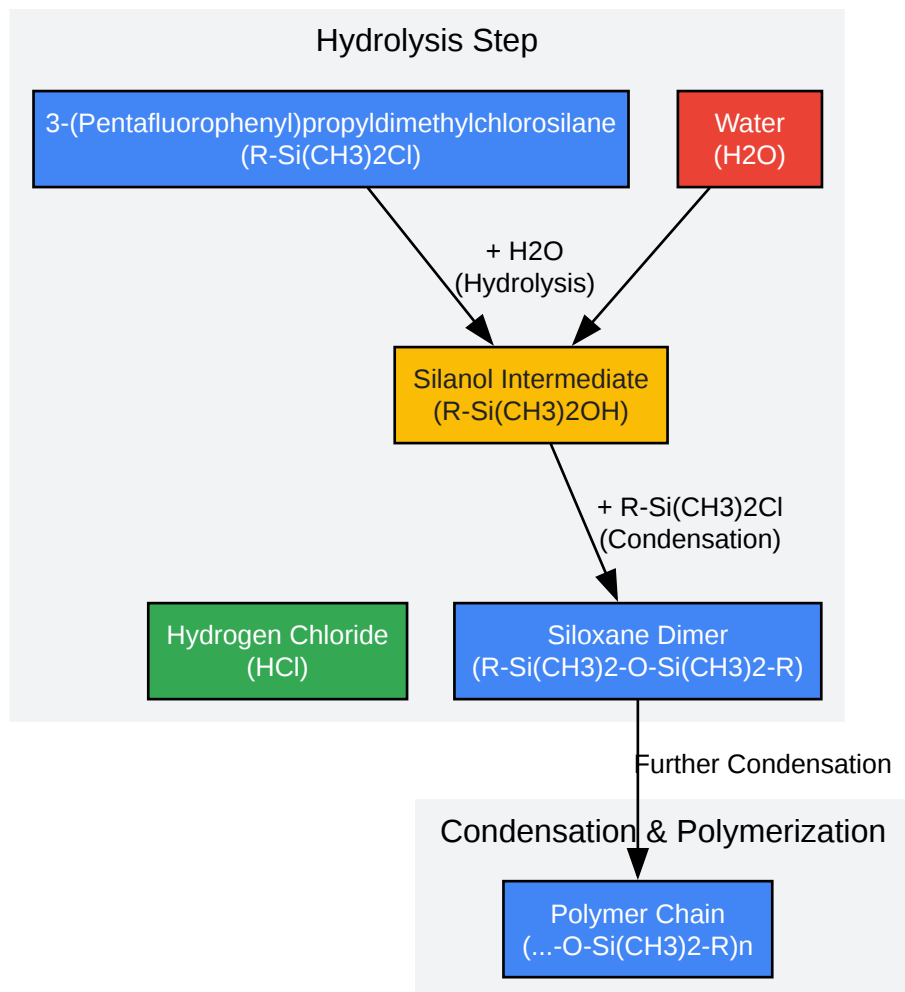 Hydrolysis Step
3-(Pentafluorophenyl)propyldimethylchlorosilane
(R-Si(CH3)2Cl)
Water
(H2O)
+ H2O
(Hydrolysis)
Silanol Intermediate
(R-Si(CH3)2OH)
+ R-Si(CH3)2Cl
(Condensation)
Hydrogen Chloride
(HCl)
Siloxane Dimer
(R-Si(CH3)2-O-Si(CH3)2-R)
Further Condensation
Condensation & Polymerization
Polymer Chain
(...-O-Si(CH3)2-R)n